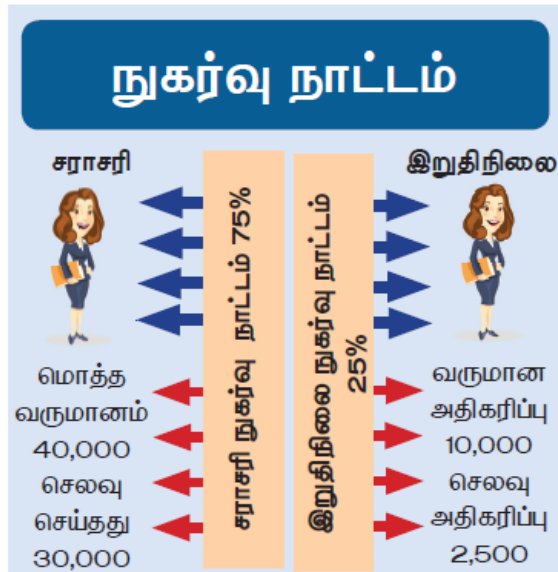 நுகர்வு நாட்டம்
சராசரி
மொத்த
வருமானம்
40,000
செலவு
செய்தது
30,000
சராசரி நுகர்வு நாட்டம் 75%
இறுதிநிலை நுகர்வு நாட்டம்
25%
இறுதிநிலை
வருமான
அதிகரிப்பு
10,000
செலவு
அதிகரிப்பு
2,500